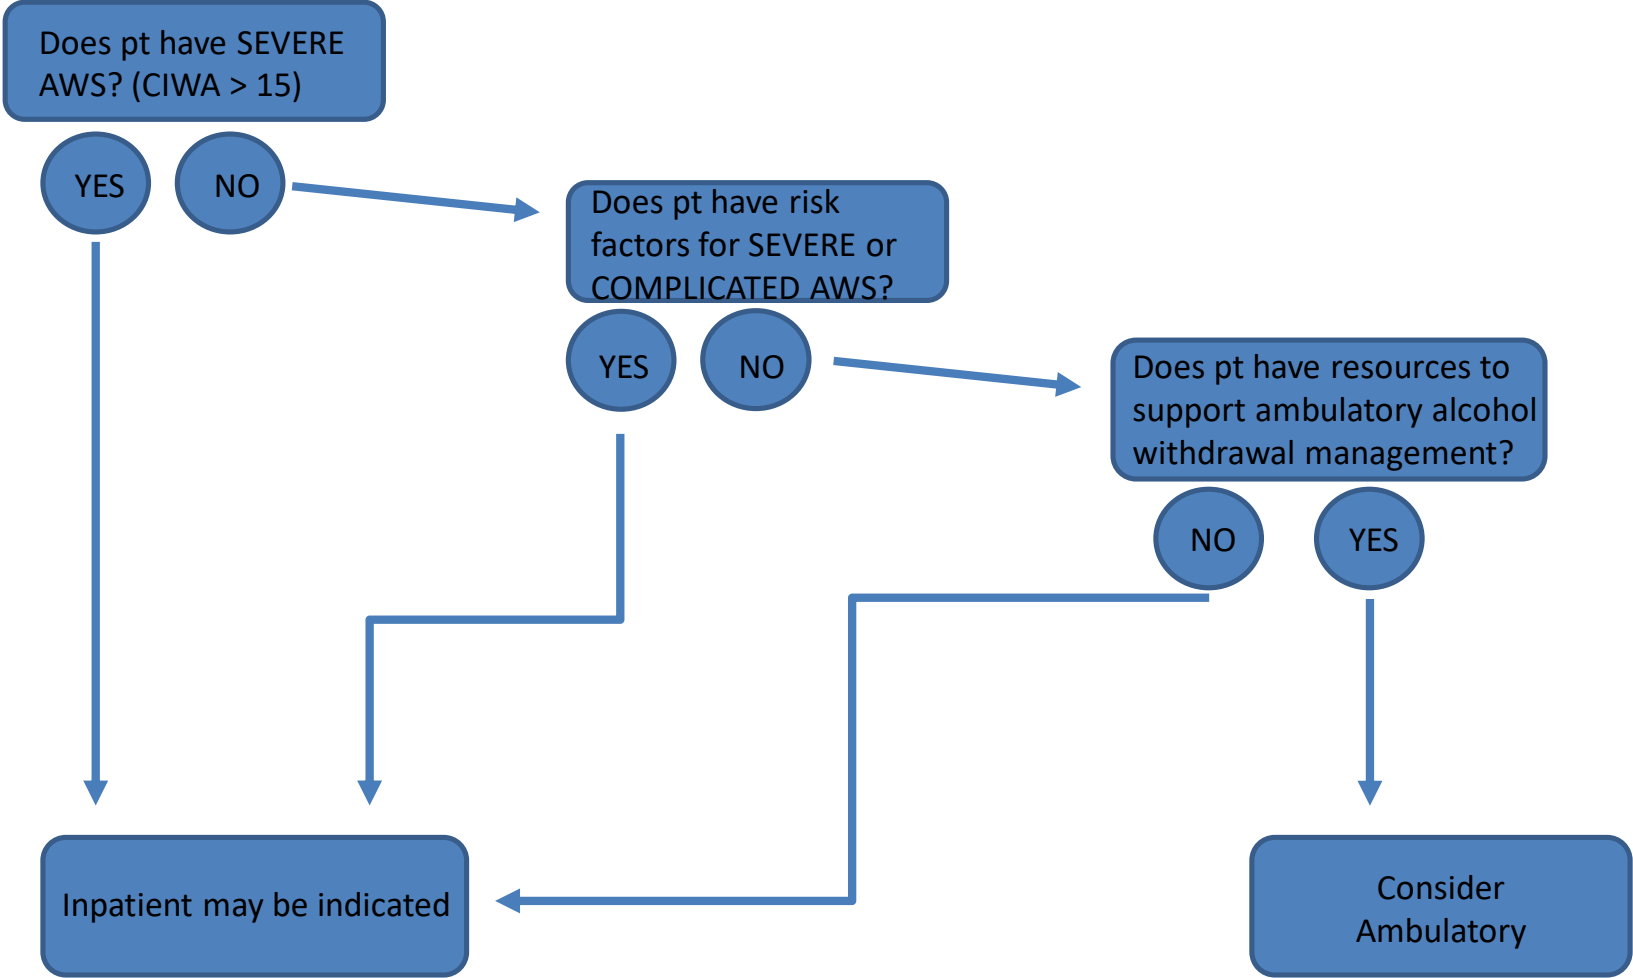 Does pt have SEVERE
AWS? (CIWA > 15)
YES
NO
Does pt have risk
factors for SEVERE or
COMPLICATED AWS?
YES
NO
Does pt have resources to
support ambulatory alcohol
withdrawal management?
NO
YES
Inpatient may be indicated
Consider
Ambulatory